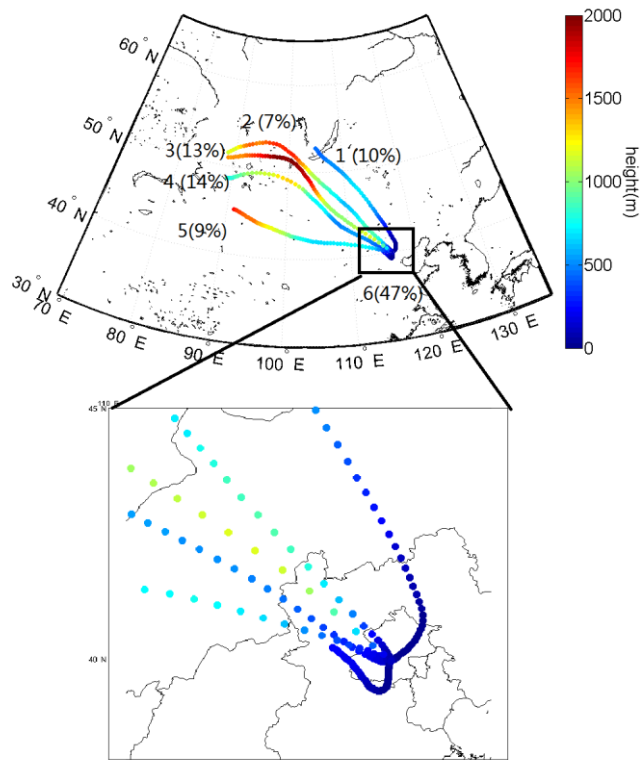 2000
60 ° N
2 (7%)
1 (10%)
50 ° N
3(13%)
1500
4 (14%)
height(m)
40 ° N
1000
5(9%)
500
30 ° N
6(47%)
70 ° E
80 ° E
90 ° E
100 ° E
110 ° E
120 ° E
130 ° E
0
110 E
45 N
40 N